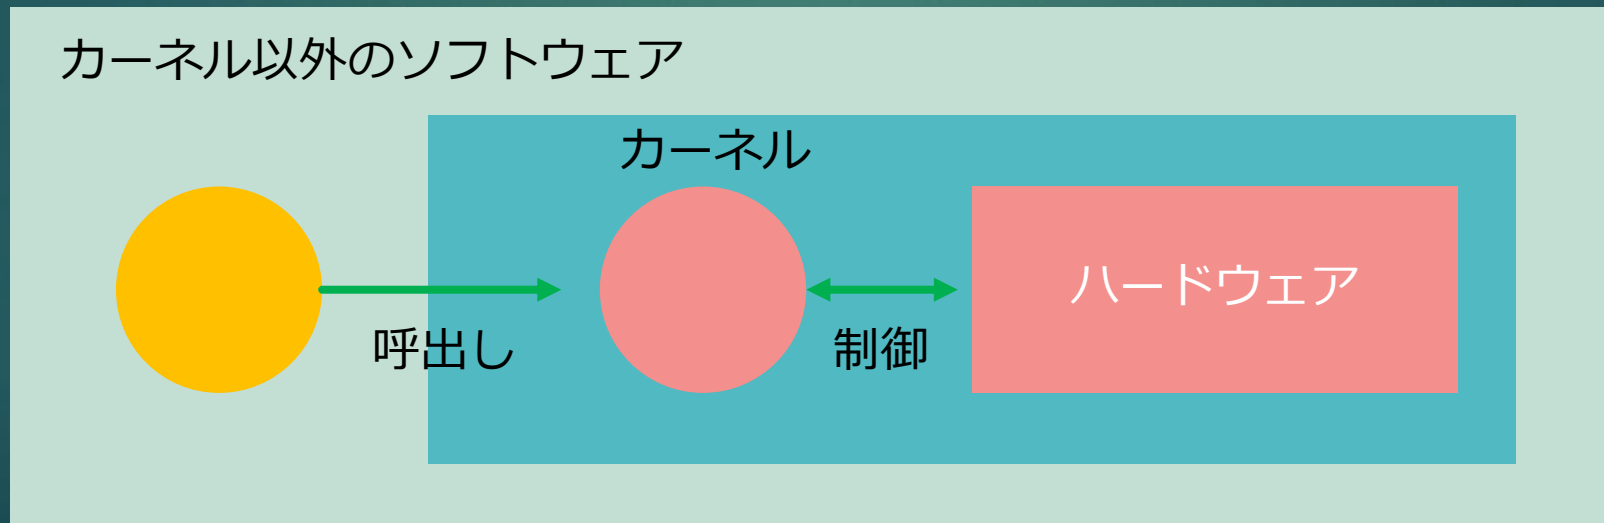 カーネル以外のソフトウェア
カーネル
ハードウェア
呼出し
制御